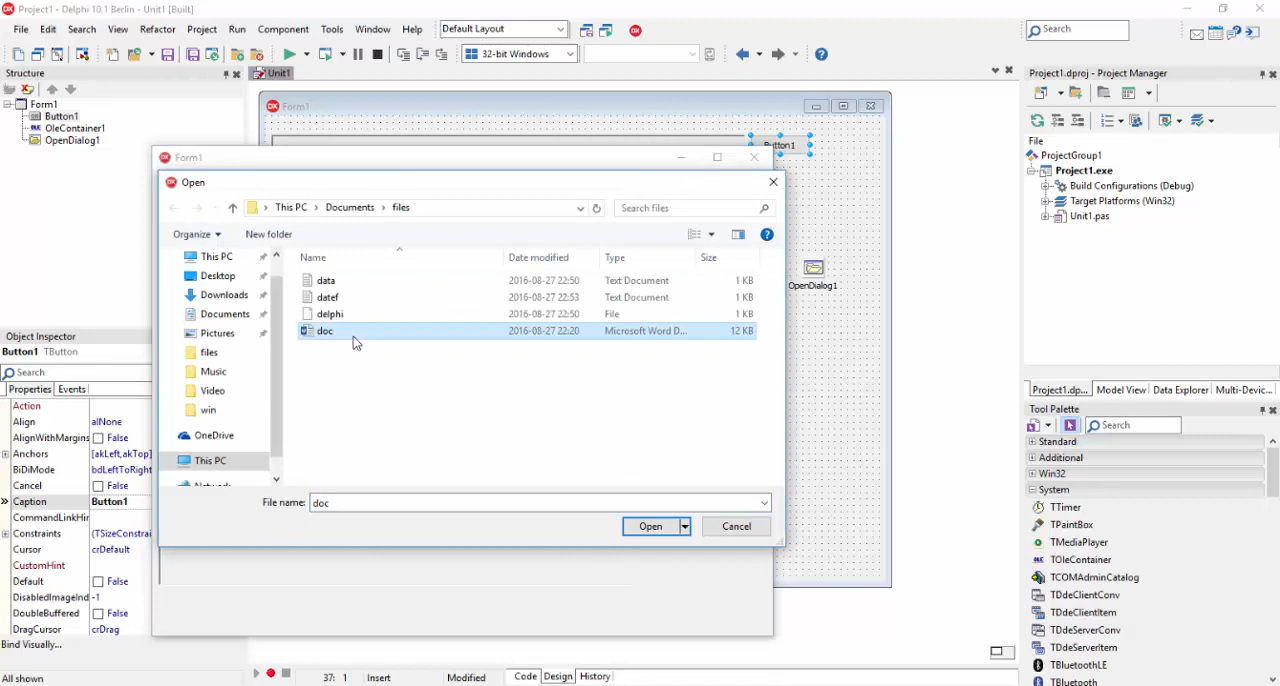 Project1 - Delphi 10.1 Berlin - Unit1 [Built]
File Edit Search View Refactor Project Run Component Tools Window Help
Default Layout
Search
32-bit Windows
Structure
Form1
Button1
OleContainer1
OpenDialog1
Unit1
Form1
Button1
OpenDialog1
Form1
Open
This PC > Documents > files
Search files
Organize
New folder
Name Date modified Type Size
data 2016-08-27 22:50 Text Document 1 KB
datef 2016-08-27 22:53 Text Document 1 KB
delphi 2016-08-27 22:50 File 1 KB
doc 2016-08-27 22:20 Microsoft Word D... 12 KB
This PC
Desktop
Downloads
Documents
Pictures
files
Music
Video
win
OneDrive
This PC
File name: doc
Open
Cancel
Object Inspector
Button1 TButton
Search
Properties Events
Action
Align alNone
AlignWithMargins False
Anchors [akLeft,akTop]
BiDiMode bdLeftToRight
Cancel False
Caption Button1
CommandLinkHin
Constraints (TSizeConstrai
Cursor crDefault
CustomHint
Default False
DisabledImageInd -1
DoubleBuffered False
DragCursor crDrag
Bind Visually...
All shown
37: 1 Insert Modified Code Design History
Project1.dproj - Project Manager
File
ProjectGroup1
Project1.exe
Build Configurations (Debug)
Target Platforms (Win32)
Unit1.pas
Project1.dp... Model View Data Explorer Multi-Devic...
Tool Palette
Search
Standard
Additional
Win32
System
TTimer
TPaintBox
TMediaPlayer
TOleContainer
TCOMAdminCatalog
TDdeClientConv
TDdeClientItem
TDdeServerConv
TDdeServerItem
TBluetoothLE
TBluetooth